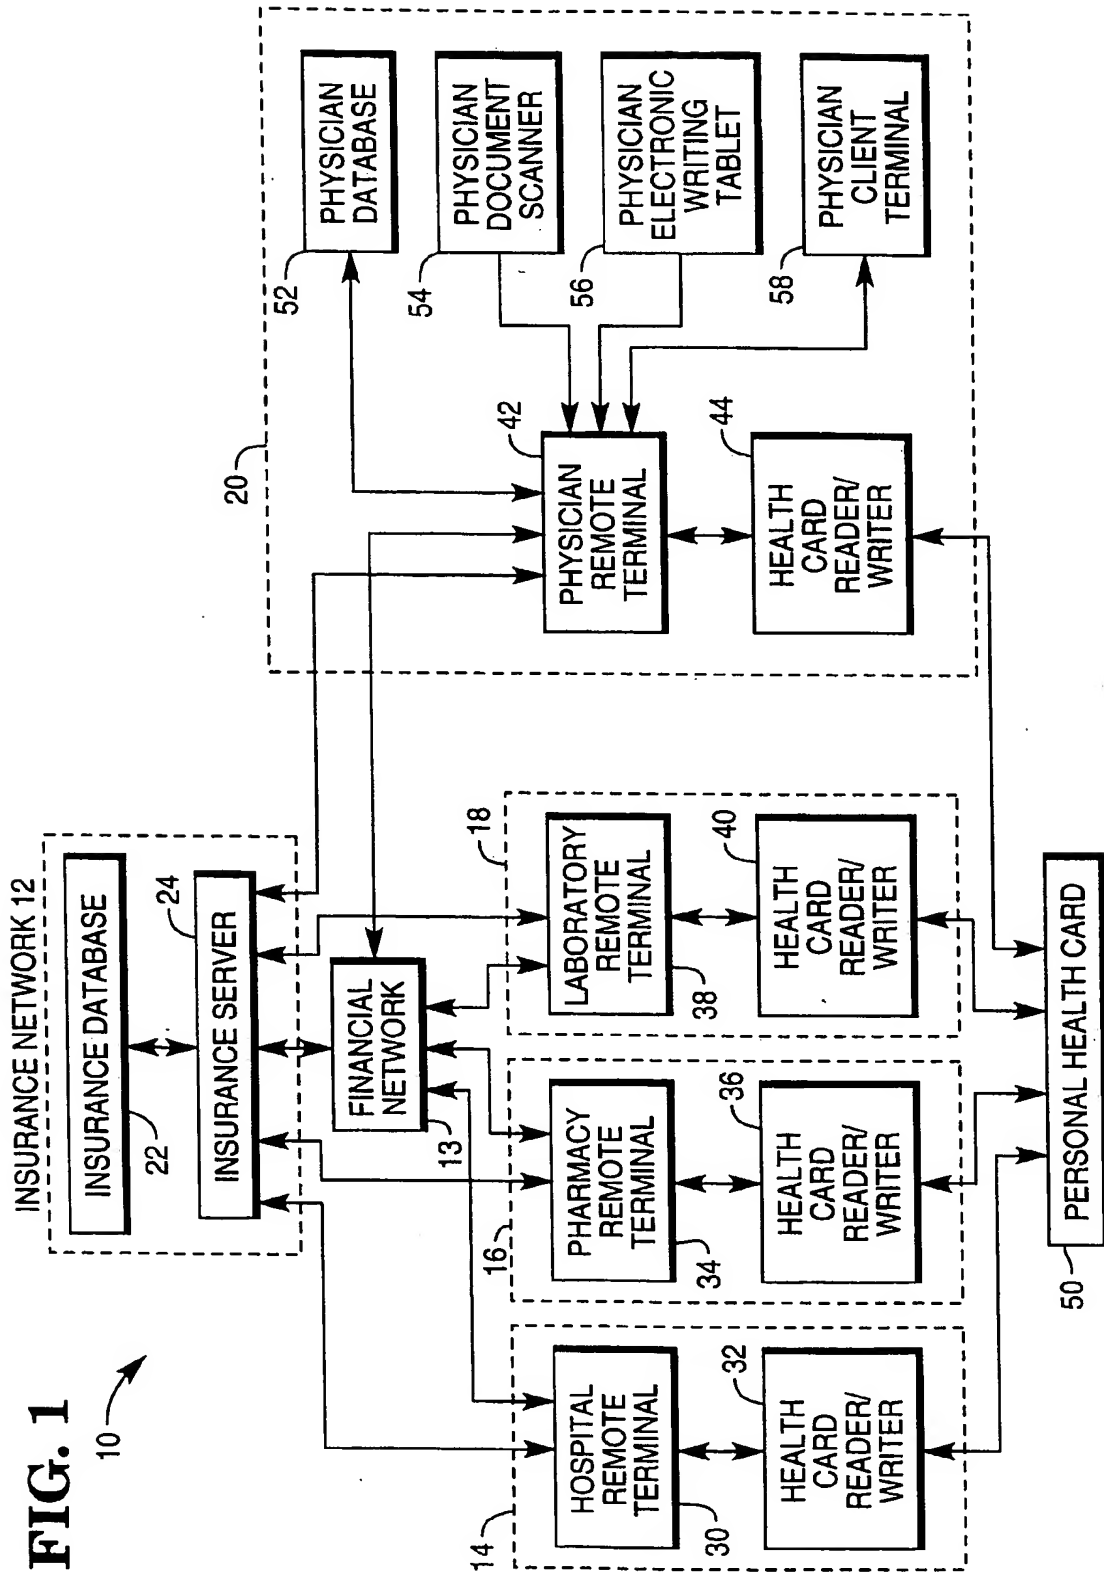 FIG. 1
10
INSURANCE NETWORK 12
INSURANCE DATABASE
22
24
INSURANCE SERVER
FINANCIAL
NETWORK
13
14
HOSPITAL
REMOTE
TERMINAL
30
32
HEALTH
CARD
READER/
WRITER
16
PHARMACY
REMOTE
TERMINAL
34
36
HEALTH
CARD
READER/
WRITER
18
LABORATORY
REMOTE
TERMINAL
38
40
HEALTH
CARD
READER/
WRITER
20
42
PHYSICIAN
REMOTE
TERMINAL
44
HEALTH
CARD
READER/
WRITER
52
PHYSICIAN
DATABASE
54
PHYSICIAN
DOCUMENT
SCANNER
56
PHYSICIAN
ELECTRONIC
WRITING
TABLET
58
PHYSICIAN
CLIENT
TERMINAL
50
PERSONAL HEALTH CARD